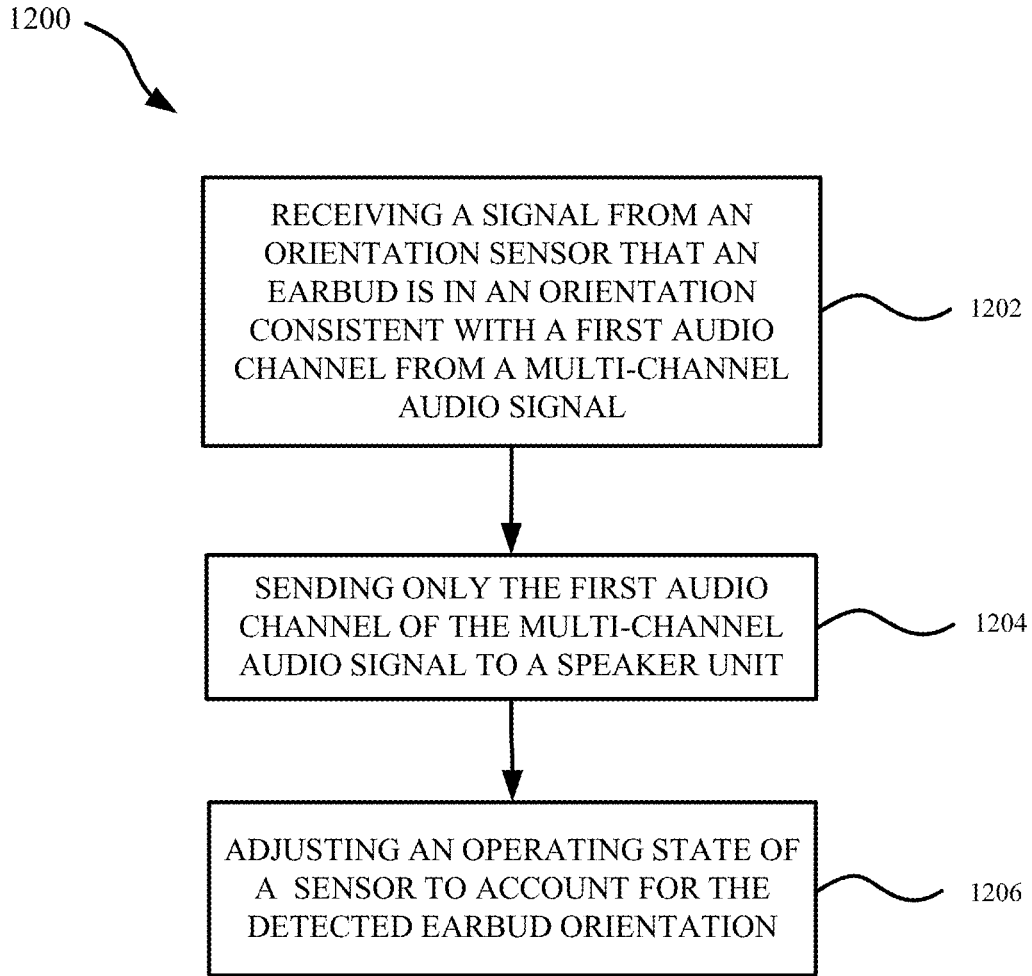 1200
RECEIVING A SIGNAL FROM AN
ORIENTATION SENSOR THAT AN
EARBUD IS IN AN ORIENTATION
CONSISTENT WITH A FIRST AUDIO
CHANNEL FROM A MULTI-CHANNEL
AUDIO SIGNAL
1202
SENDING ONLY THE FIRST AUDIO
CHANNEL OF THE MULTI-CHANNEL
AUDIO SIGNAL TO A SPEAKER UNIT
1204
ADJUSTING AN OPERATING STATE OF
A SENSOR TO ACCOUNT FOR THE
DETECTED EARBUD ORIENTATION
1206